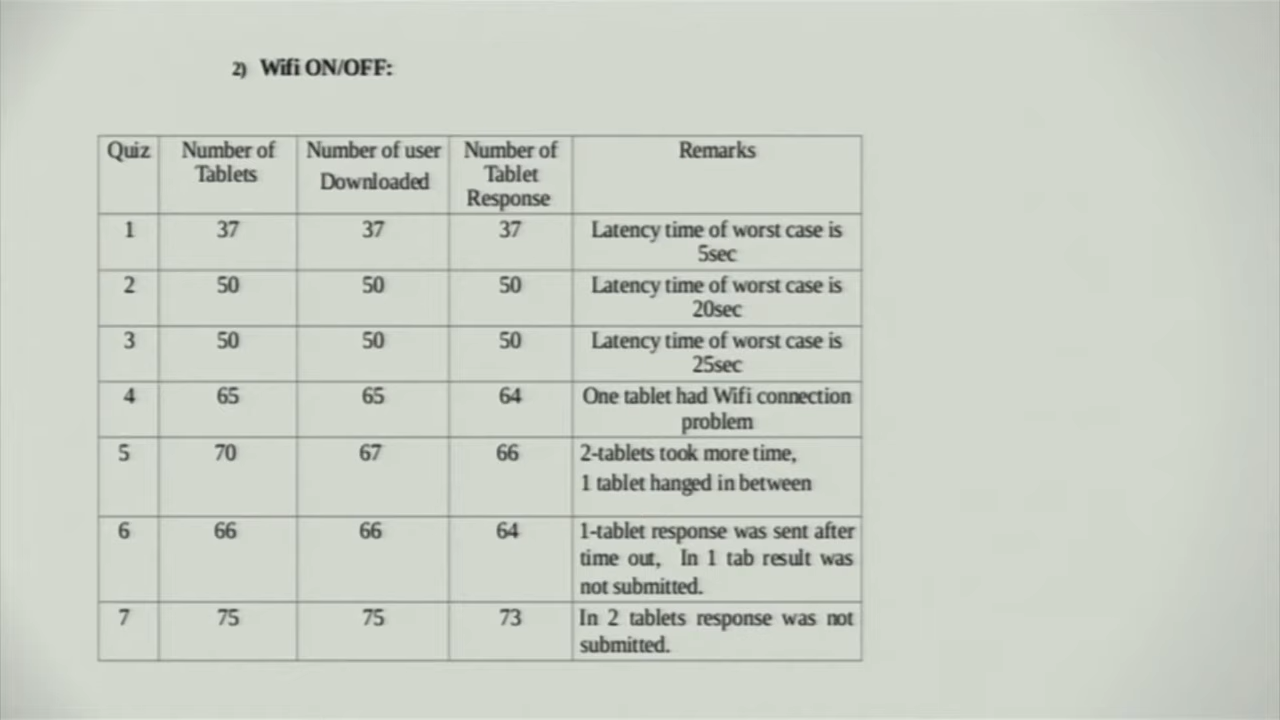 2) Wifi ON/OFF:
Quiz Number of Tablets Number of user Downloaded Number of Tablet Response Remarks
1 37 37 37 Latency time of worst case is
5sec
2 50 50 50 Latency time of worst case is
20sec
3 50 50 50 Latency time of worst case is
25sec
4 65 65 64 One tablet had Wifi connection
problem
5 70 67 66 2-tablets took more time,
1 tablet hanged in between
6 66 66 64 1-tablet response was sent after
time out, In 1 tab result was
not submitted.
7 75 75 73 In 2 tablets response was not
submitted.